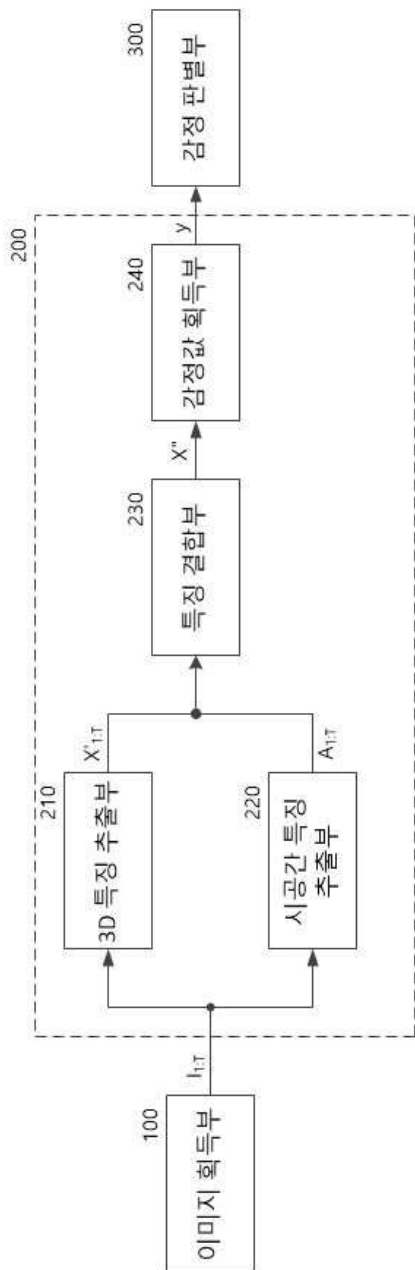 100
이미지 획득부
I1:T
200
210
3D 특징 추출부
X'1:T
220
시공간 특징
추출부
A1:T
230
특징 결합부
X"
240
감정값 획득부
y
300
감정 판별부